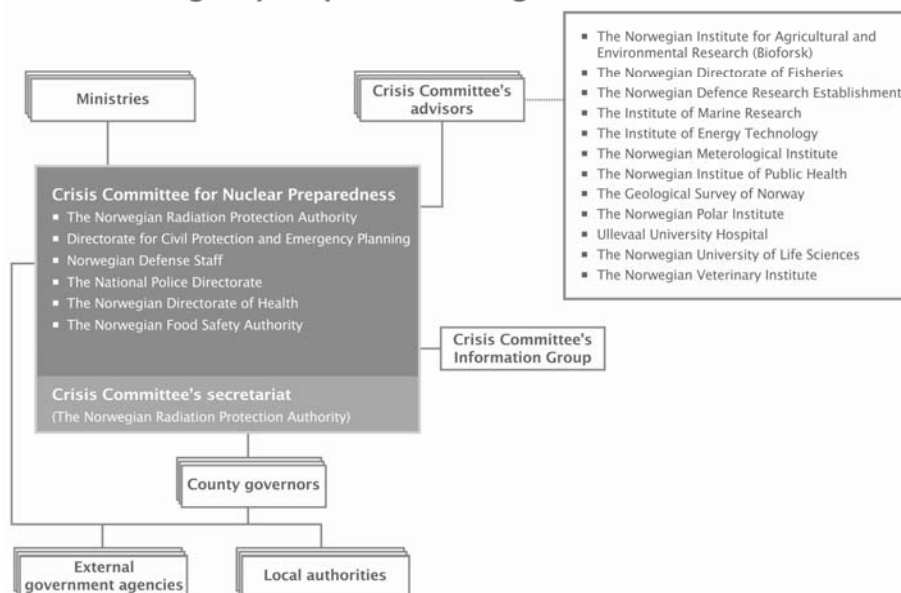 Ministries
Crisis Committee's
advisors
▪ The Norwegian Institute for Agricultural and
Environmental Research (Bioforsk)
▪ The Norwegian Directorate of Fisheries
▪ The Norwegian Defence Research Establishment
▪ The Institute of Marine Research
▪ The Institute of Energy Technology
▪ The Norwegian Meterological Institute
▪ The Norwegian Institue of Public Health
▪ The Geological Survey of Norway
▪ The Norwegian Polar Institute
▪ Ullevaal University Hospital
▪ The Norwegian University of Life Sciences
▪ The Norwegian Veterinary Institute
Crisis Committee for Nuclear Preparedness
▪ The Norwegian Radiation Protection Authority
▪ Directorate for Civil Protection and Emergency Planning
▪ Norwegian Defense Staff
▪ The National Police Directorate
▪ The Norwegian Directorate of Health
▪ The Norwegian Food Safety Authority
Crisis Committee's
Information Group
Crisis Committee's secretariat
(The Norwegian Radiation Protection Authority)
County governors
External
government agencies
Local authorities